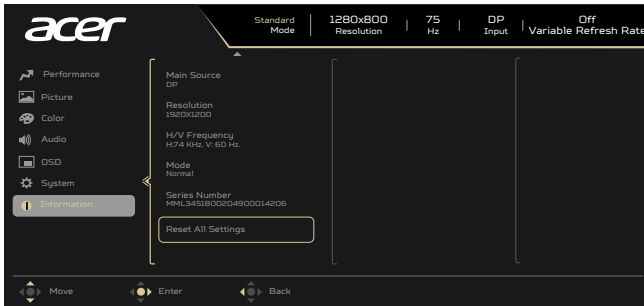 acer
Standard Mode
1280x800 Resolution
75 Hz
DP Input
Off Variable Refresh Rate
Performance
Picture
Color
Audio
OSD
System
Information
Main Source
DP
Resolution
1920X1200
H/V Frequency
H:74 KHz, V: 60 Hz.
Mode
Normal
Series Number
MML3451800204900014206
Reset All Settings
Move
Enter
Back